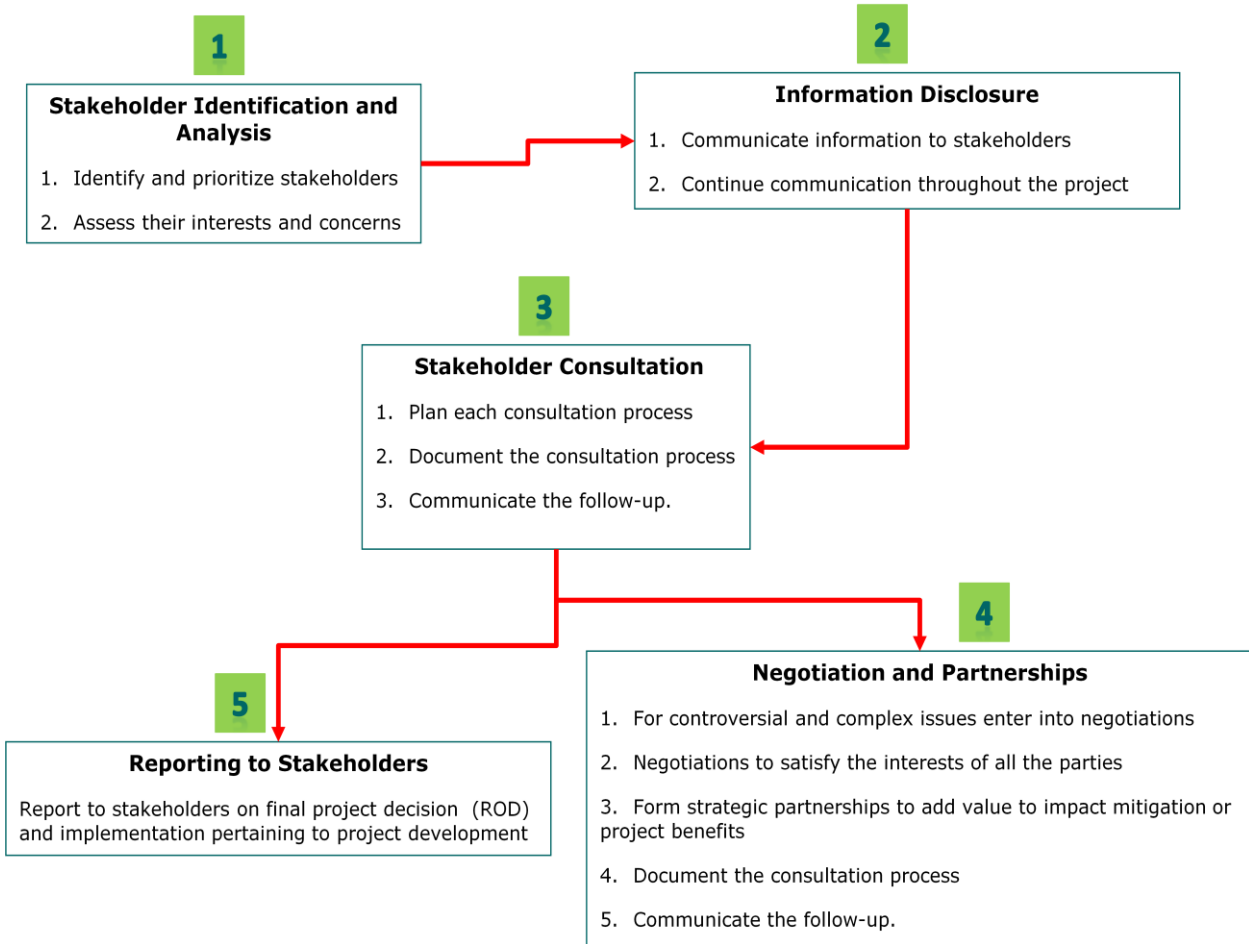 1
Stakeholder Identification and
Analysis
1. Identify and prioritize stakeholders
2. Assess their interests and concerns
2
Information Disclosure
1. Communicate information to stakeholders
2. Continue communication throughout the project
3
Stakeholder Consultation
1. Plan each consultation process
2. Document the consultation process
3. Communicate the follow-up.
4
Negotiation and Partnerships
1. For controversial and complex issues enter into negotiations
2. Negotiations to satisfy the interests of all the parties
3. Form strategic partnerships to add value to impact mitigation or
project benefits
4. Document the consultation process
5. Communicate the follow-up.
5
Reporting to Stakeholders
Report to stakeholders on final project decision (ROD)
and implementation pertaining to project development